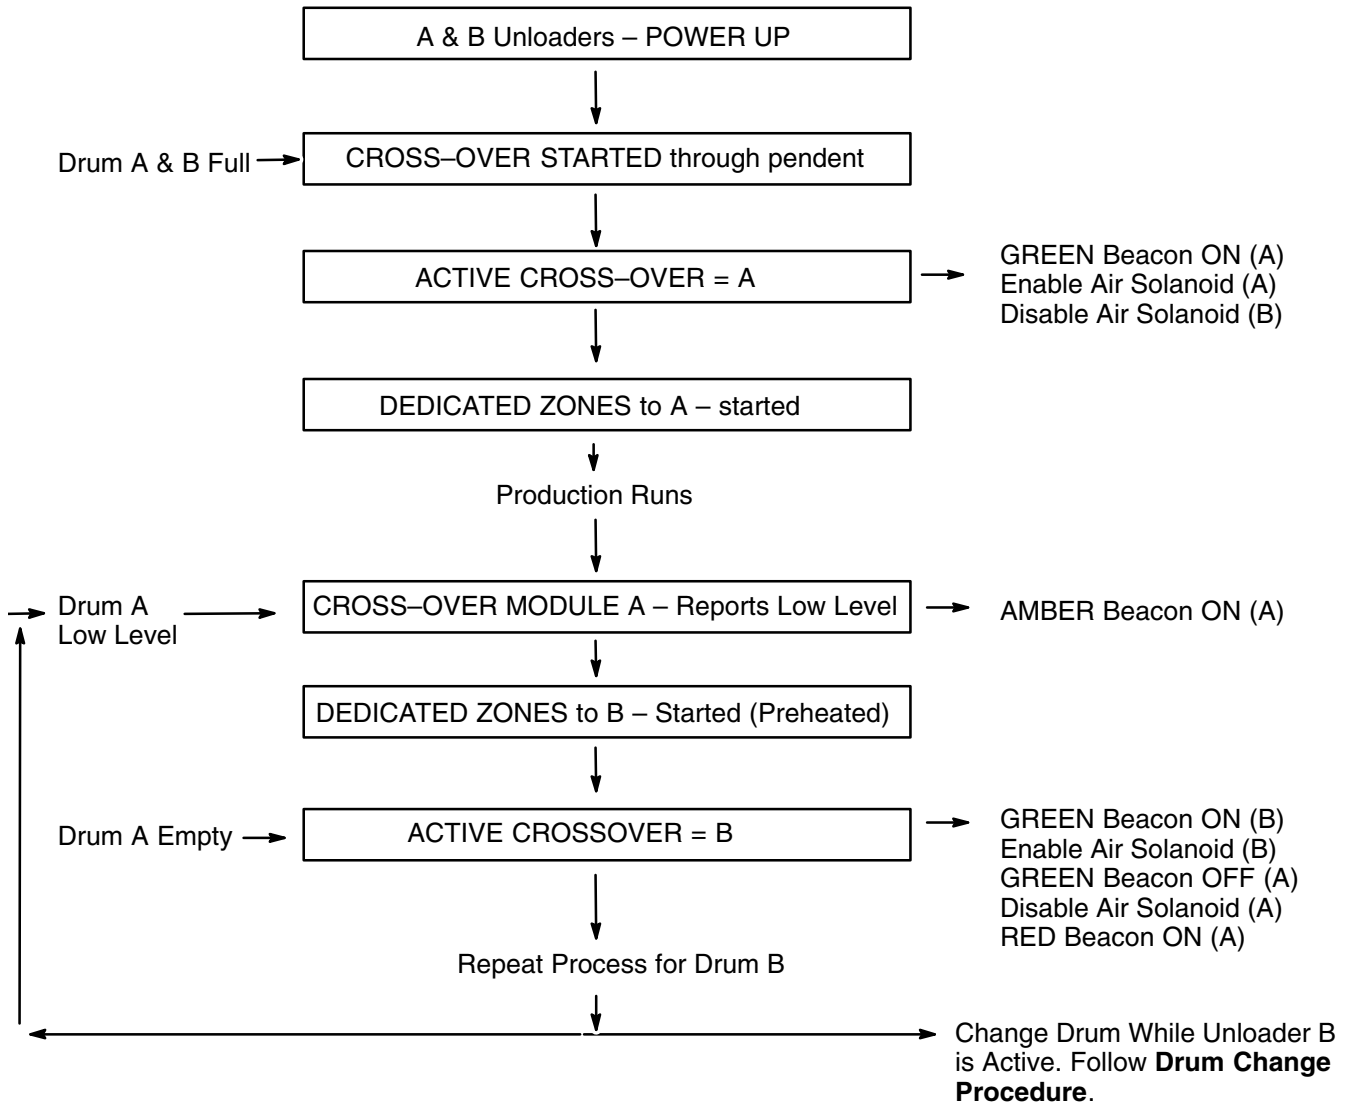 A & B Unloaders – POWER UP
Drum A & B Full
CROSS–OVER STARTED through pendent
ACTIVE CROSS–OVER = A
GREEN Beacon ON (A)
Enable Air Solanoid (A)
Disable Air Solanoid (B)
DEDICATED ZONES to A – started
Production Runs
Drum A
Low Level
CROSS–OVER MODULE A – Reports Low Level
AMBER Beacon ON (A)
DEDICATED ZONES to B – Started (Preheated)
Drum A Empty
ACTIVE CROSSOVER = B
GREEN Beacon ON (B)
Enable Air Solanoid (B)
GREEN Beacon OFF (A)
Disable Air Solanoid (A)
RED Beacon ON (A)
Repeat Process for Drum B
Change Drum While Unloader B
is Active. Follow Drum Change
Procedure.